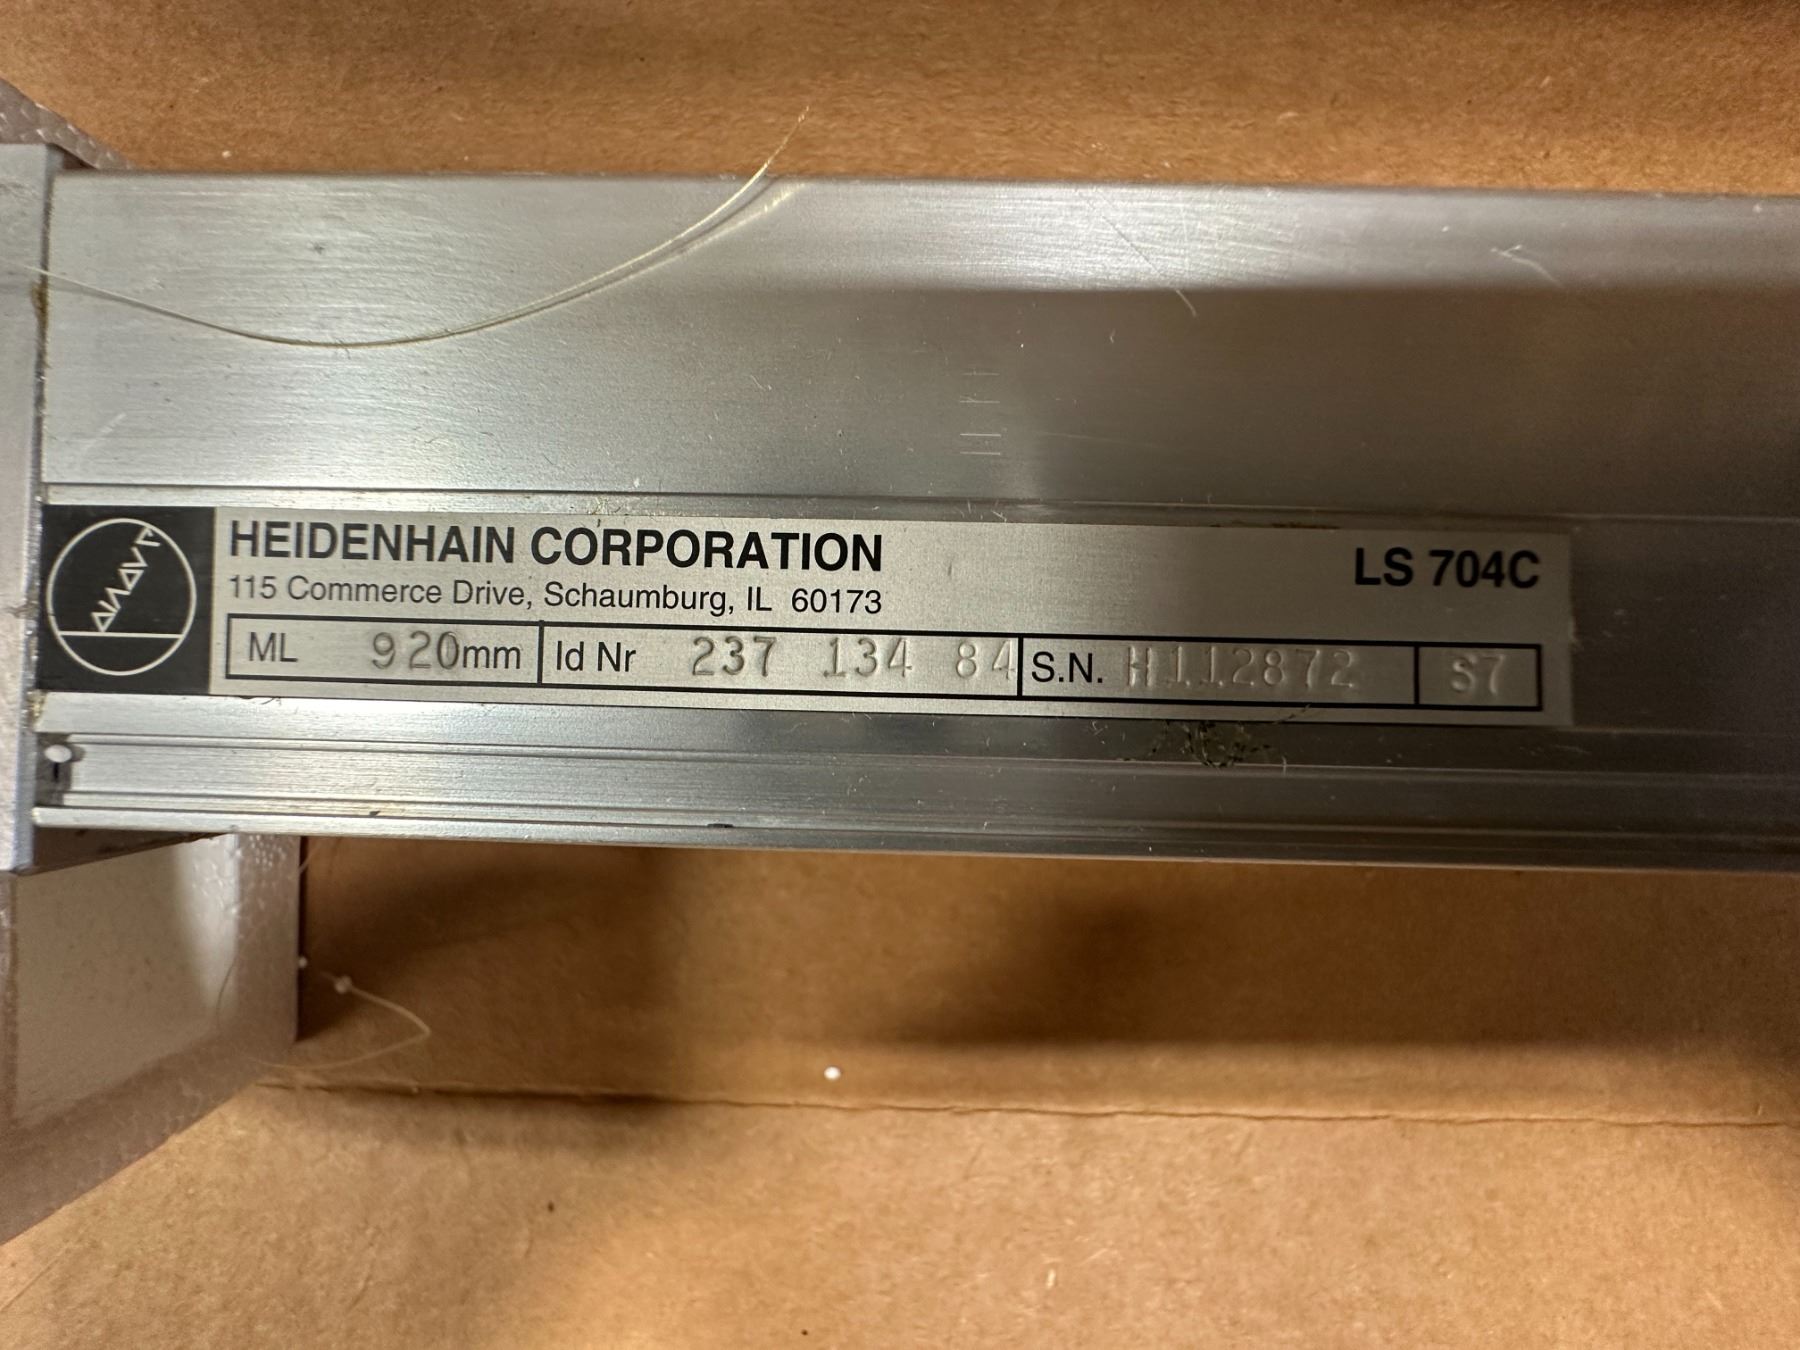 HEIDENHAIN CORPORATION LS 704C
115 Commerce Drive, Schaumburg, IL 60173
ML 920mm Id Nr 237 134 84 S.N. H112872 S7